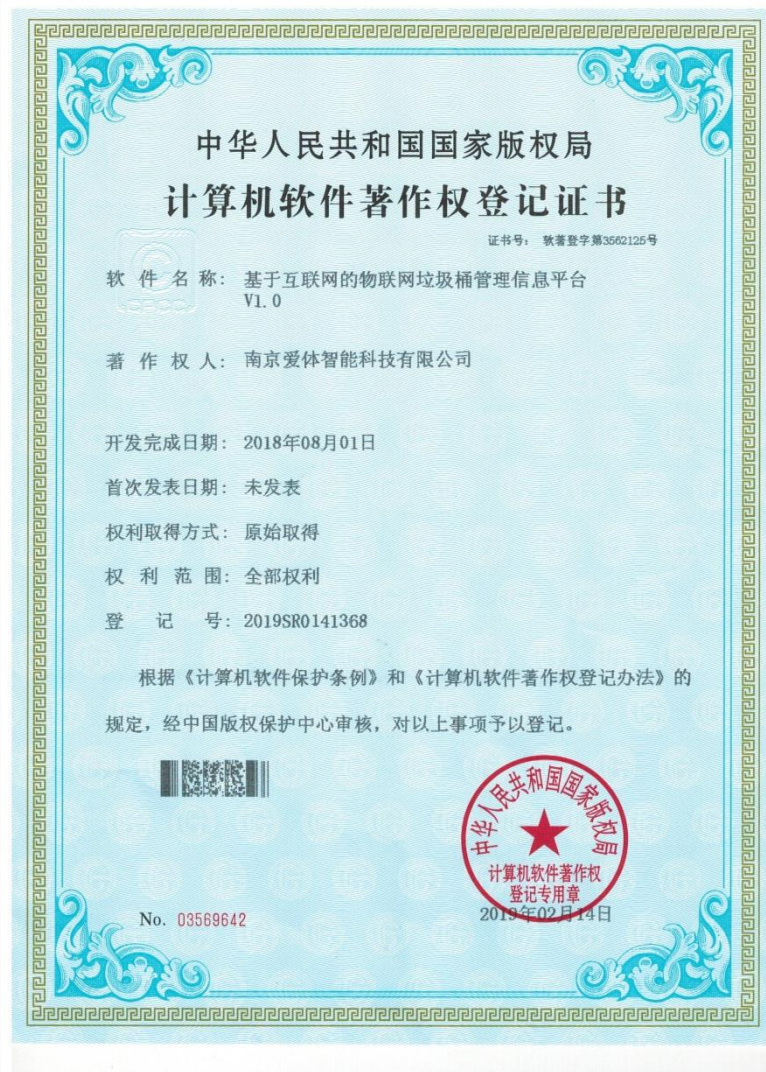 中华人民共和国国家版权局
计算机软件著作权登记证书
证书号： 软著登字第3562125号
软件名称： 基于互联网的物联网垃圾桶管理信息平台
V1.0
著作权人： 南京爱体智能科技有限公司
开发完成日期： 2018年08月01日
首次发表日期： 未发表
权利取得方式： 原始取得
权利范围： 全部权利
登记号： 2019SR0141368
根据《计算机软件保护条例》和《计算机软件著作权登记办法》的
规定，经中国版权保护中心审核，对以上事项予以登记。
中华人民共和国国家版权局
计算机软件著作权
登记专用章
No. 03569642
2019年02月14日